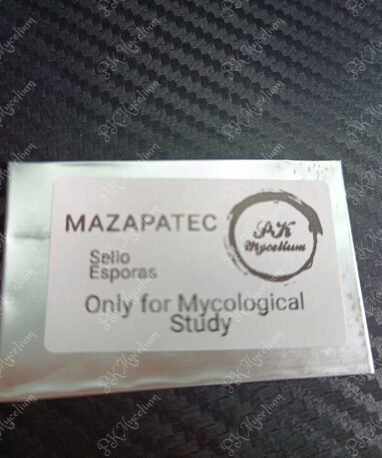 MAZAPATEC
PK
Mycelium
Sello
Esporas
Only for Mycological
Study